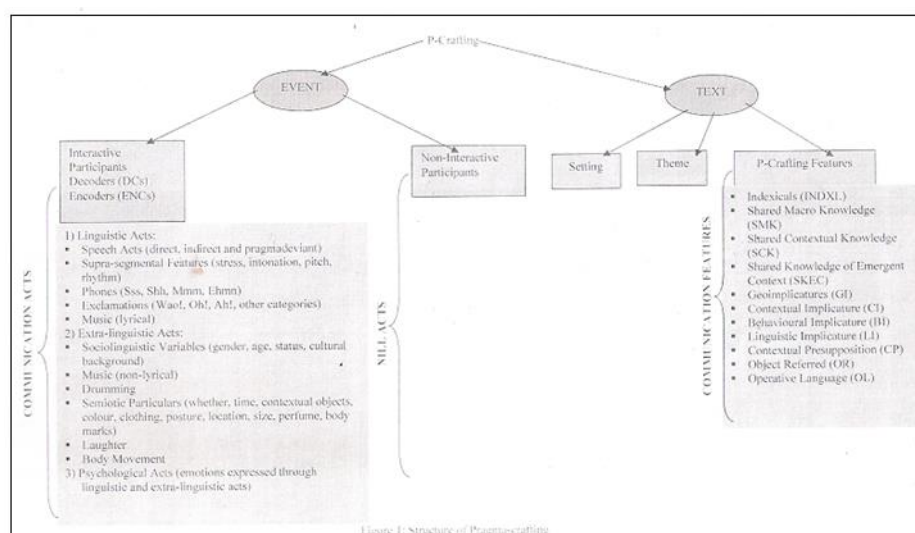 P-Crafting
EVENT
TEXT
Interactive
Participants
Decoders (DCs)
Encoders (ENCs)
Non-Interactive
Participants
Setting
Theme
P-Crafting Features
COMMUNICATION ACTS
1) Linguistic Acts:
▪ Speech Acts (direct, indirect and pragmadeviant)
▪ Supra-segmental Features (stress, intonation, pitch,
rhythm)
▪ Phones (Sss, Shh, Mmm, Ehmn)
▪ Exclamations (Wao!, Oh!, Ah!, other categories)
▪ Music (lyrical)
2) Extra-linguistic Acts:
▪ Sociolinguistic Variables (gender, age, status, cultural
background)
▪ Music (non-lyrical)
▪ Drumming
▪ Semiotic Particulars (whether, time, contextual objects,
colour, clothing, posture, location, size, perfume, body
marks)
▪ Laughter
▪ Body Movement
3) Psychological Acts (emotions expressed through
linguistic and extra-linguistic acts)
NILL ACTS
COMMUNICATION FEATURES
▪ Indexicals (INDXL)
▪ Shared Macro Knowledge
(SMK)
▪ Shared Contextual Knowledge
(SCK)
▪ Shared Knowledge of Emergent
Context (SKEC)
▪ Geoimplicatures (GI)
▪ Contextual Implicature (CI)
▪ Behavioural Implicature (BI)
▪ Linguistic Implicature (LI)
▪ Contextual Presupposition (CP)
▪ Object Referred (OR)
▪ Operative Language (OL)
Figure 1: Structure of Pragma-crafting